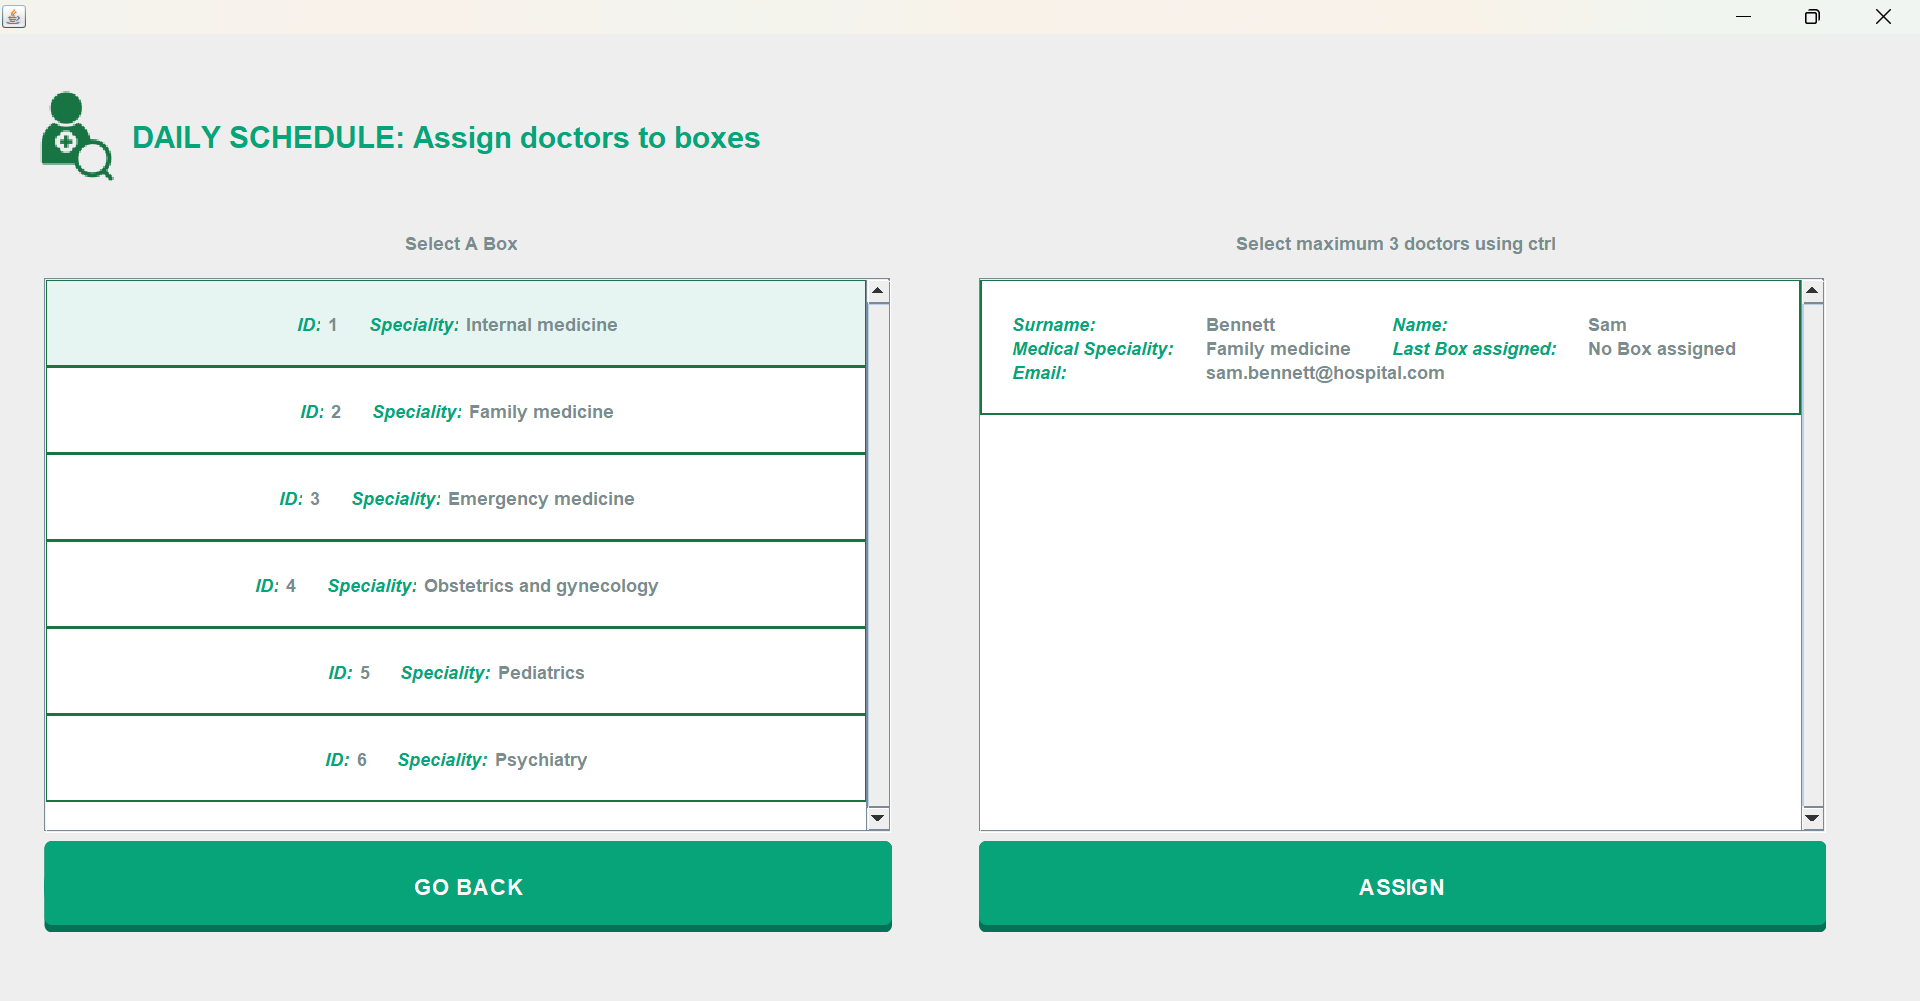 DAILY SCHEDULE: Assign doctors to boxes
Select A Box
ID: 1 Speciality: Internal medicine
ID: 2 Speciality: Family medicine
ID: 3 Speciality: Emergency medicine
ID: 4 Speciality: Obstetrics and gynecology
ID: 5 Speciality: Pediatrics
ID: 6 Speciality: Psychiatry
GO BACK
Select maximum 3 doctors using ctrl
Surname: Bennett Name: Sam
Medical Speciality: Family medicine Last Box assigned: No Box assigned
Email: sam.bennett@hospital.com
ASSIGN